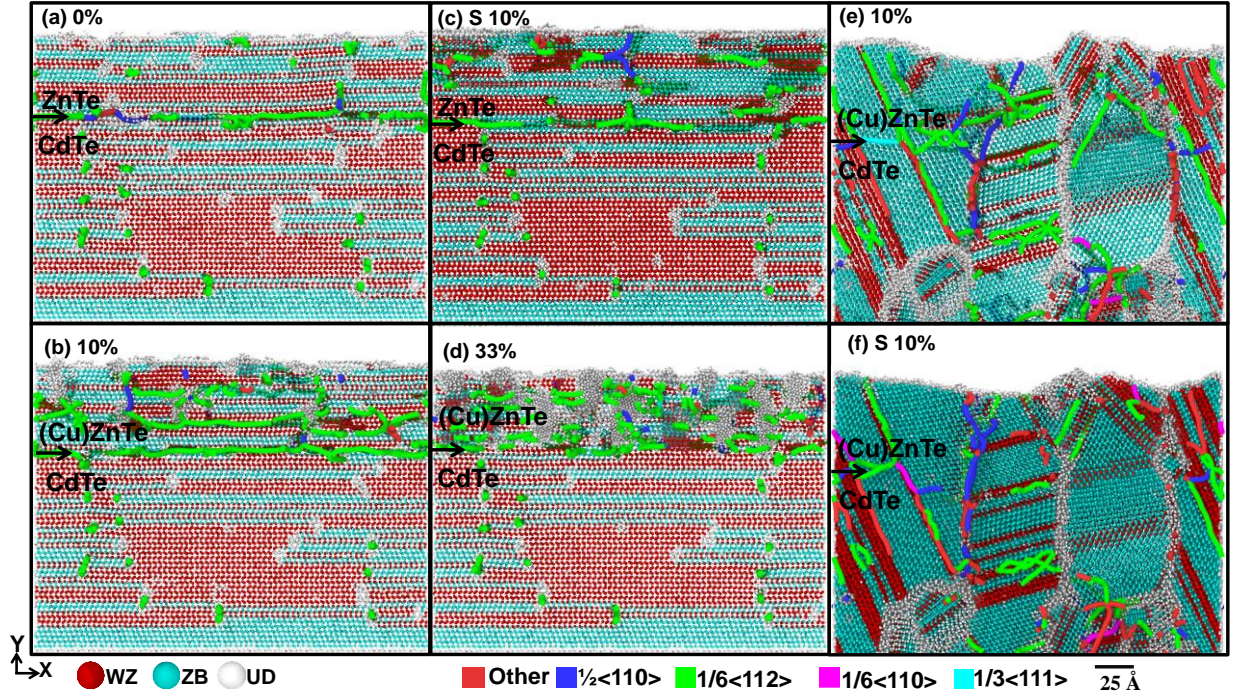 (a) 0%
ZnTe
CdTe
(c) S 10%
ZnTe
CdTe
(e) 10%
(Cu)ZnTe
CdTe
(b) 10%
(Cu)ZnTe
CdTe
(d) 33%
(Cu)ZnTe
CdTe
(f) S 10%
(Cu)ZnTe
CdTe
Y
X
WZ ZB UD Other ½<110> 1/6<112> 1/6<110> 1/3<111> 25 Å